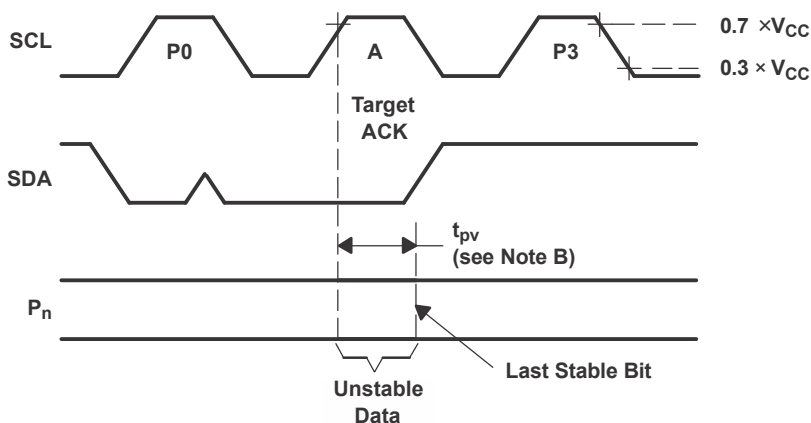 SCL
P0
A
P3
0.7 ×VCC
0.3 × VCC
Target
ACK
SDA
tpv
(see Note B)
Pn
Unstable
Data
Last Stable Bit